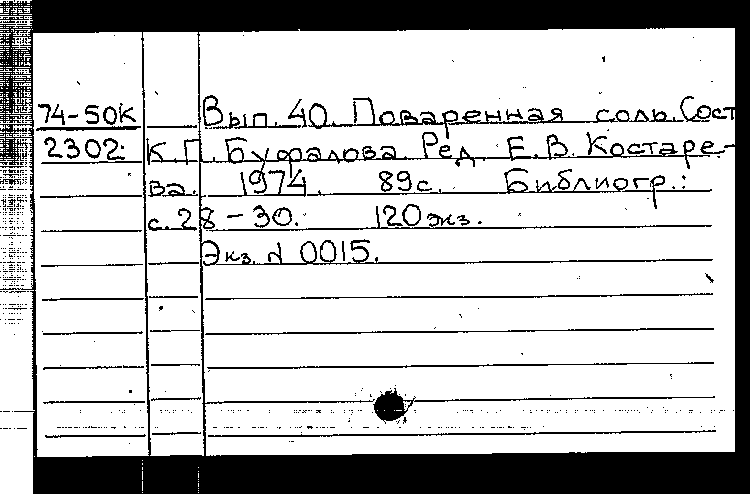 74-50К Вып. 40. Поваренная соль. Сост
2302. К.П. Буфалова. Ред. Е.В. Костаре-
ва. 1974. 89с. Библиогр.:
с. 28-30. 120 экз.
Экз. № 0015.